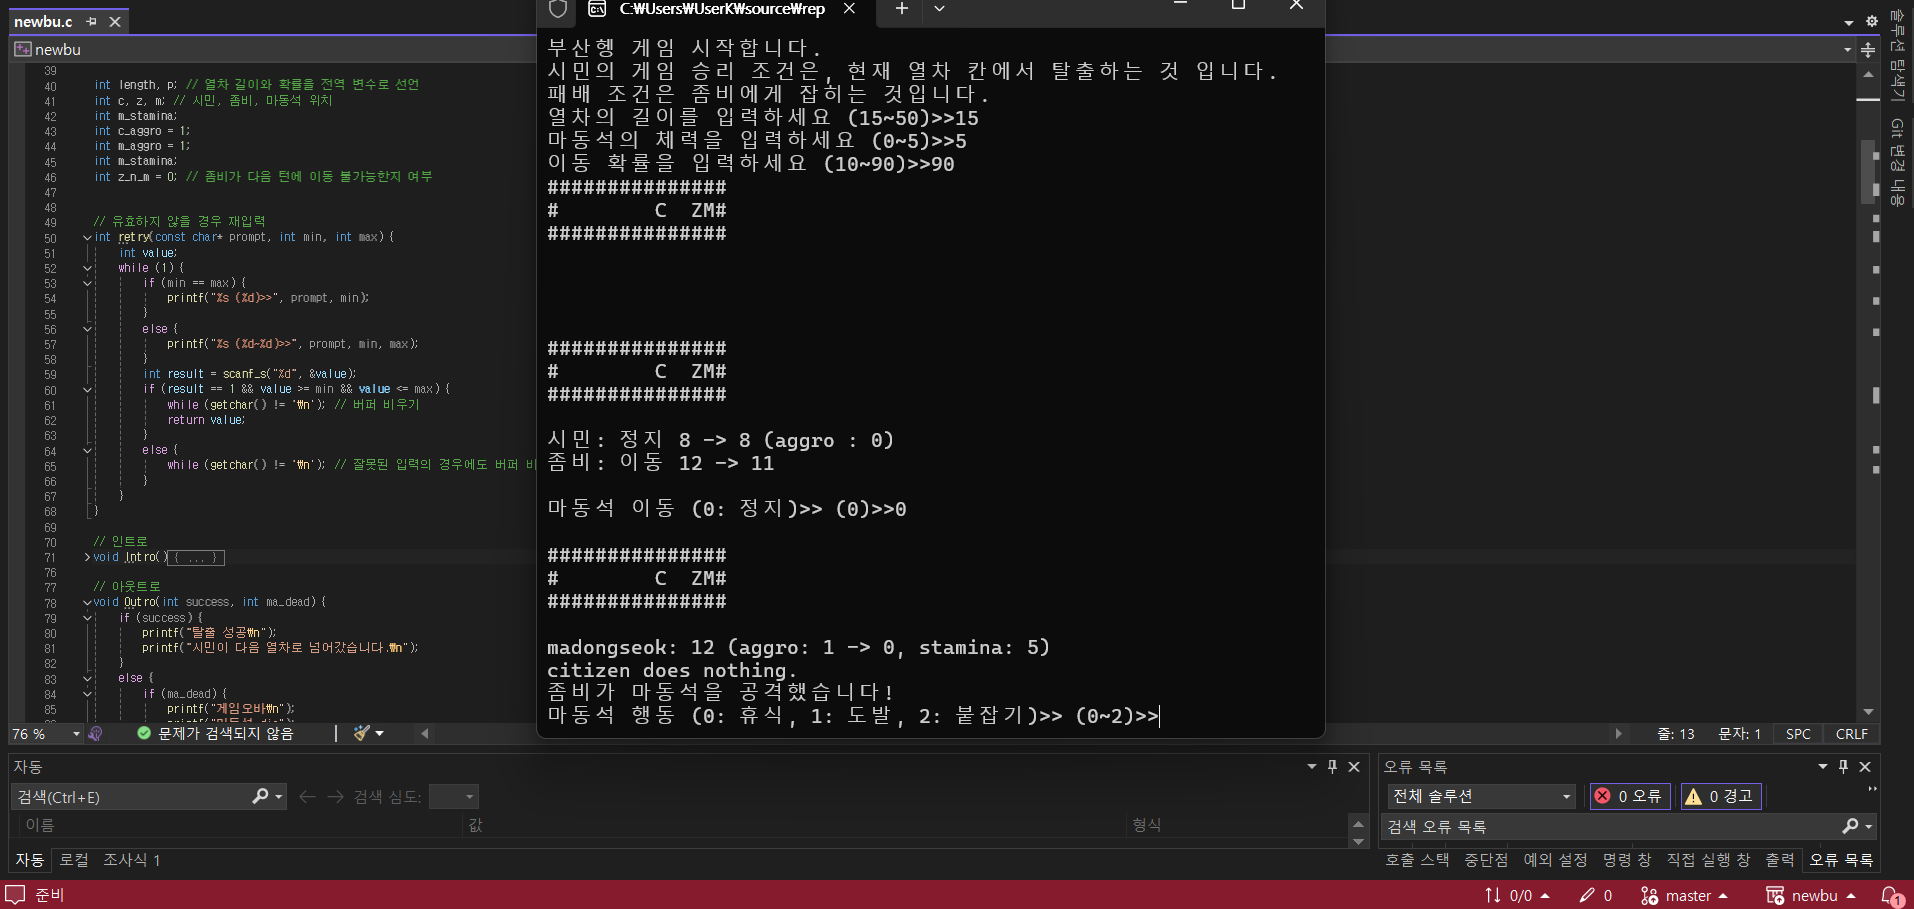 newbu.c
C:\Users\UserK\source\rep
newbu
39
40 int length, p; // 열차 길이와 확률을 전역 변수로 선언
41 int c, z, m; // 시민, 좀비, 마동석 위치
42 int m_stamina;
43 int c_aggro = 1;
44 int m_aggro = 1;
45 int m_stamina;
46 int z_n_m = 0; // 좀비가 다음 턴에 이동 불가능한지 여부
47
48
49 // 유효하지 않을 경우 재입력
50 int retry(const char* prompt, int min, int max) {
51 int value;
52 while (1) {
53 if (min == max) {
54 printf("%s (%d)>>", prompt, min);
55 }
56 else {
57 printf("%s (%d~%d)>>", prompt, min, max);
58 }
59 int result = scanf_s("%d", &value);
60 if (result == 1 && value >= min && value <= max) {
61 while (getchar() != '\n'); // 버퍼 비우기
62 return value;
63 }
64 else {
65 while (getchar() != '\n'); // 잘못된 입력의 경우에도 버퍼 비
66 }
67 }
68 }
69
70 // 인트로
71 void Intro() { ... }
76
77 // 아웃트로
78 void Outro(int success, int ma_dead) {
79 if (success) {
80 printf("탈출 성공\n");
81 printf("시민이 다음 열차로 넘어갔습니다.\n");
82 }
83 else {
84 if (ma_dead) {
85 printf("게임오바\n");
부산헹 게임 시작합니다.
시민의 게임 승리 조건은, 현재 열차 칸에서 탈출하는 것 입니다.
패배 조건은 좀비에게 잡히는 것입니다.
열차의 길이를 입력하세요 (15~50)>>15
마동석의 체력을 입력하세요 (0~5)>>5
이동 확률을 입력하세요 (10~90)>>90
###############
#        C  ZM#
###############
###############
#        C  ZM#
###############
시민: 정지 8 -> 8 (aggro : 0)
좀비: 이동 12 -> 11
마동석 이동 (0: 정지)>> (0)>>0
###############
#        C  ZM#
###############
madongseok: 12 (aggro: 1 -> 0, stamina: 5)
citizen does nothing.
좀비가 마동석을 공격했습니다!
마동석 행동 (0: 휴식, 1: 도발, 2: 붙잡기)>> (0~2)>>
솔루션 탐색기
Git 변경 내용
76 % 문제가 검색되지 않음 줄: 13 문자: 1 SPC CRLF
자동
검색(Ctrl+E) 검색 심도:
이름 값 형식
자동 로컬 조사식 1
오류 목록
전체 솔루션 0 오류 0 경고
검색 오류 목록
호출 스택 중단점 예외 설정 명령 창 직접 실행 창 출력 오류 목록
준비 0/0 0 master newbu 1